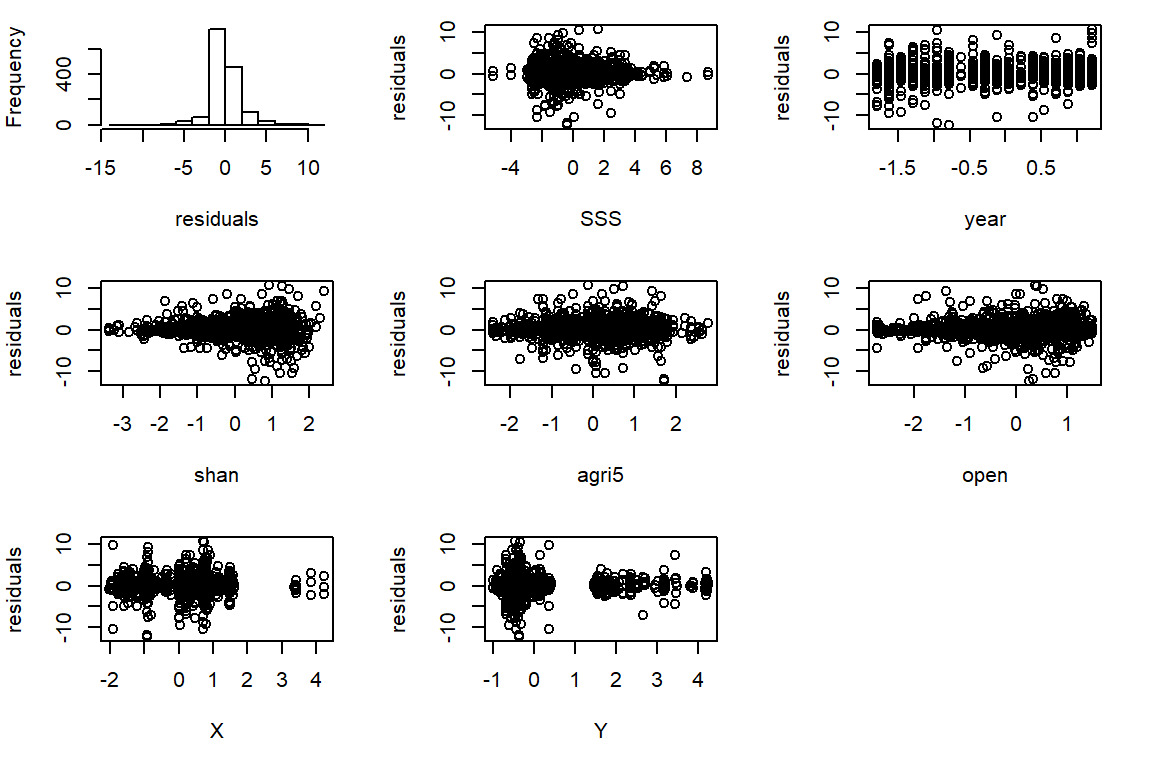 Frequency
0 400
-15 -5 0 5 10
residuals
residuals
-10 0 10
-4 0 2 4 6 8
SSS
residuals
-10 0 10
-1.5 -0.5 0.5
year
residuals
-10 0 10
-3 -2 -1 0 1 2
shan
residuals
-10 0 10
-2 -1 0 1 2
agri5
residuals
-10 0 10
-2 -1 0 1
open
residuals
-10 0 10
-2 0 1 2 3 4
X
residuals
-10 0 10
-1 0 1 2 3 4
Y